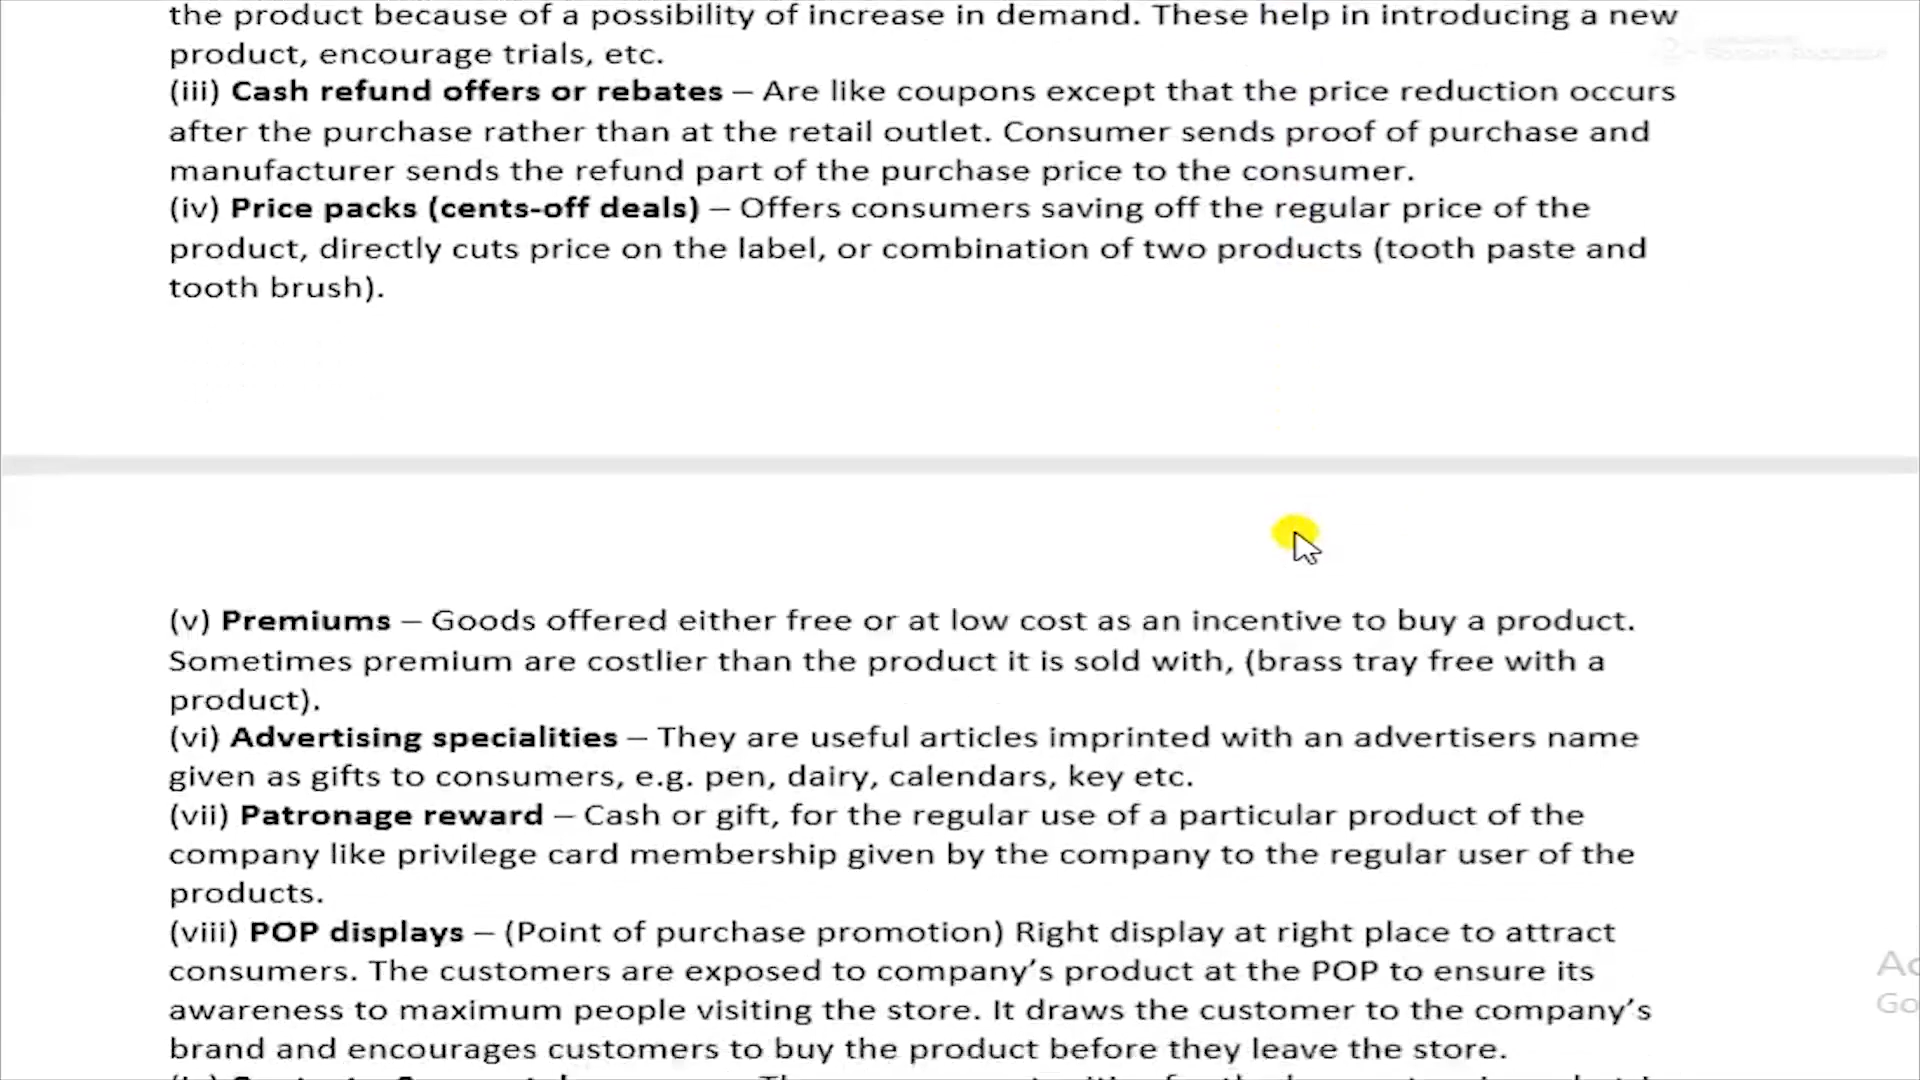 the product because of a possibility of increase in demand. These help in introducing a new
product, encourage trials, etc.
(iii) Cash refund offers or rebates – Are like coupons except that the price reduction occurs
after the purchase rather than at the retail outlet. Consumer sends proof of purchase and
manufacturer sends the refund part of the purchase price to the consumer.
(iv) Price packs (cents-off deals) – Offers consumers saving off the regular price of the
product, directly cuts price on the label, or combination of two products (tooth paste and
tooth brush).
(v) Premiums – Goods offered either free or at low cost as an incentive to buy a product.
Sometimes premium are costlier than the product it is sold with, (brass tray free with a
product).
(vi) Advertising specialities – They are useful articles imprinted with an advertisers name
given as gifts to consumers, e.g. pen, dairy, calendars, key etc.
(vii) Patronage reward – Cash or gift, for the regular use of a particular product of the
company like privilege card membership given by the company to the regular user of the
products.
(viii) POP displays – (Point of purchase promotion) Right display at right place to attract
consumers. The customers are exposed to company's product at the POP to ensure its
awareness to maximum people visiting the store. It draws the customer to the company's
brand and encourages customers to buy the product before they leave the store.